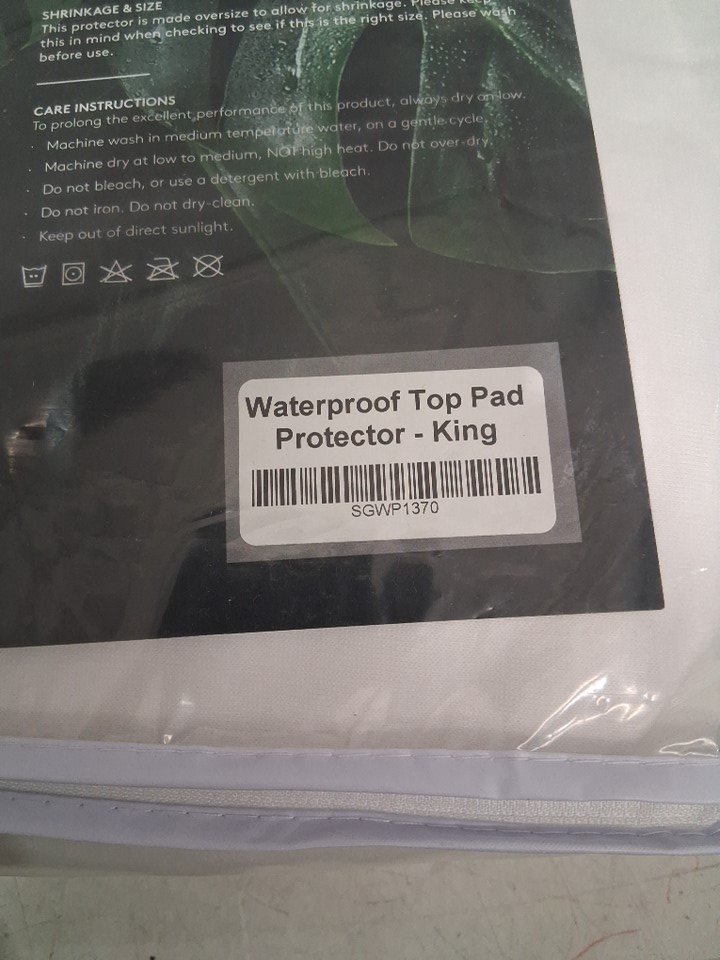 SHRINKAGE & SIZE
This protector is made oversize to allow for shrinkage. Please keep
this in mind when checking to see if this is the right size. Please wash
before use.
CARE INSTRUCTIONS
To prolong the excellent performance of this product, always dry on low.
· Machine wash in medium temperature water, on a gentle cycle.
· Machine dry at low to medium, NOT high heat. Do not over-dry.
· Do not bleach, or use a detergent with bleach.
· Do not iron. Do not dry-clean.
· Keep out of direct sunlight.
Waterproof Top Pad
Protector - King
SGWP1370